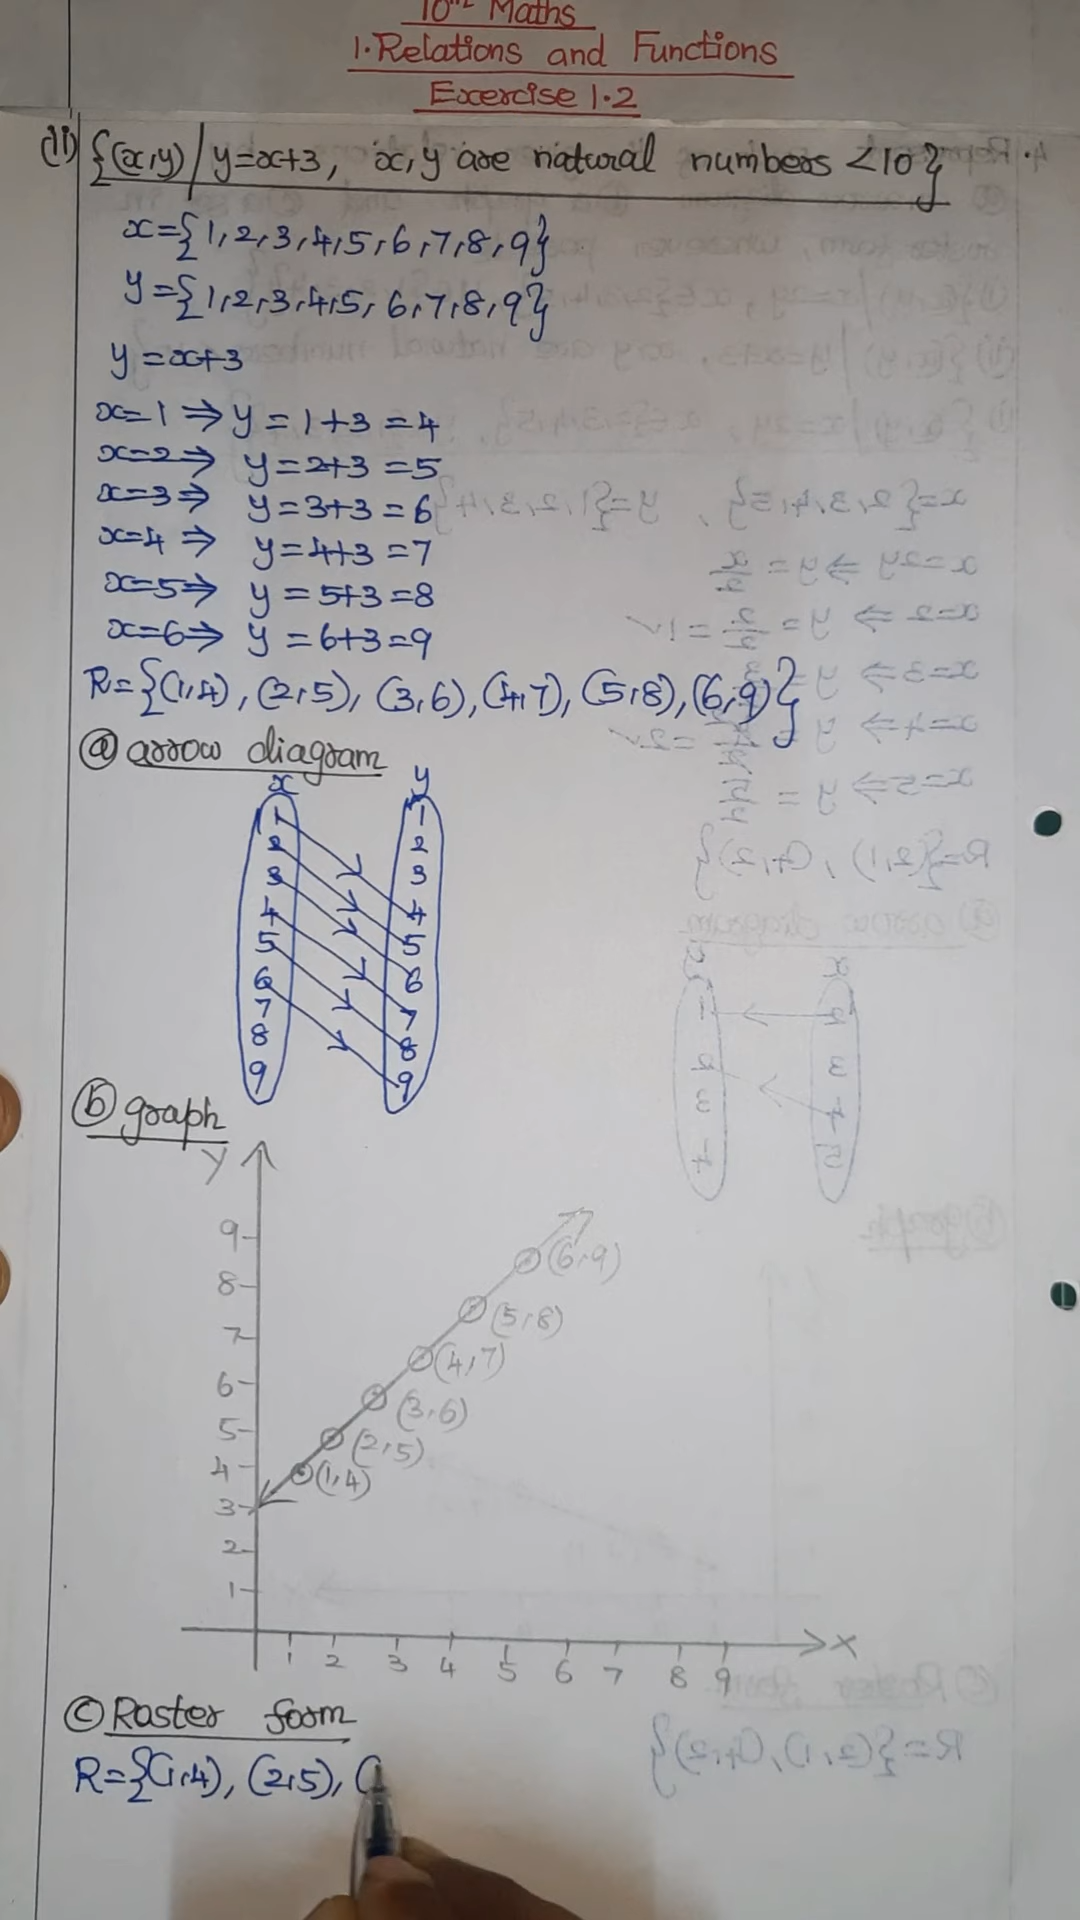 10th Maths
1. Relations and Functions
Exercise 1.2
(ii) {(x,y) / y=x+3, x,y are natural numbers <10}
x={1,2,3,4,5,6,7,8,9}
y={1,2,3,4,5,6,7,8,9}
y=x+3
x=1⇒ y=1+3=4
x=2⇒ y=2+3=5
x=3⇒ y=3+3=6
x=4⇒ y=4+3=7
x=5⇒ y=5+3=8
x=6⇒ y=6+3=9
R={(1,4),(2,5),(3,6),(4,7),(5,8),(6,9)}
ⓐ arrow diagram
x y
1 1
2 2
3 3
4 4
5 5
6 6
7 7
8 8
9 9
ⓑ graph
Y
9 (6,9)
8 (5,8)
7 (4,7)
6 (3,6)
5 (2,5)
4 (1,4)
3
2
1
1 2 3 4 5 6 7 8 9 X
ⓒ Roster form
R={(1,4), (2,5), (